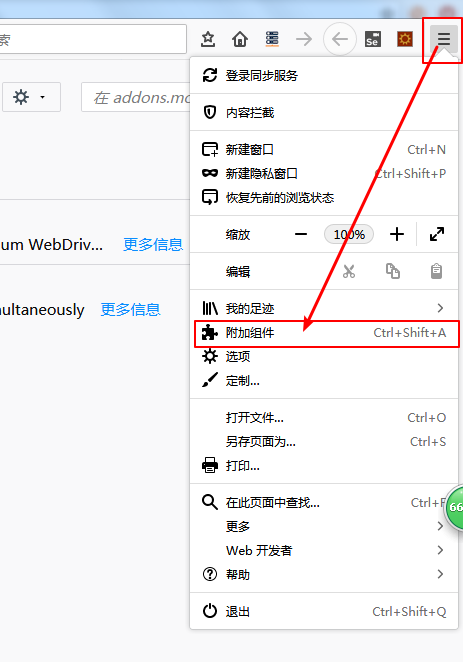 索
Se
在 addons.mo
登录同步服务
内容拦截
新建窗口 Ctrl+N
新建隐私窗口 Ctrl+Shift+P
恢复先前的浏览状态
um WebDriv... 更多信息
缩放 100%
编辑
ultaneously 更多信息
我的足迹
附加组件 Ctrl+Shift+A
选项
定制...
打开文件... Ctrl+O
另存页面为... Ctrl+S
打印...
在此页面中查找... Ctrl+F
66
更多
Web 开发者
帮助
退出 Ctrl+Shift+Q